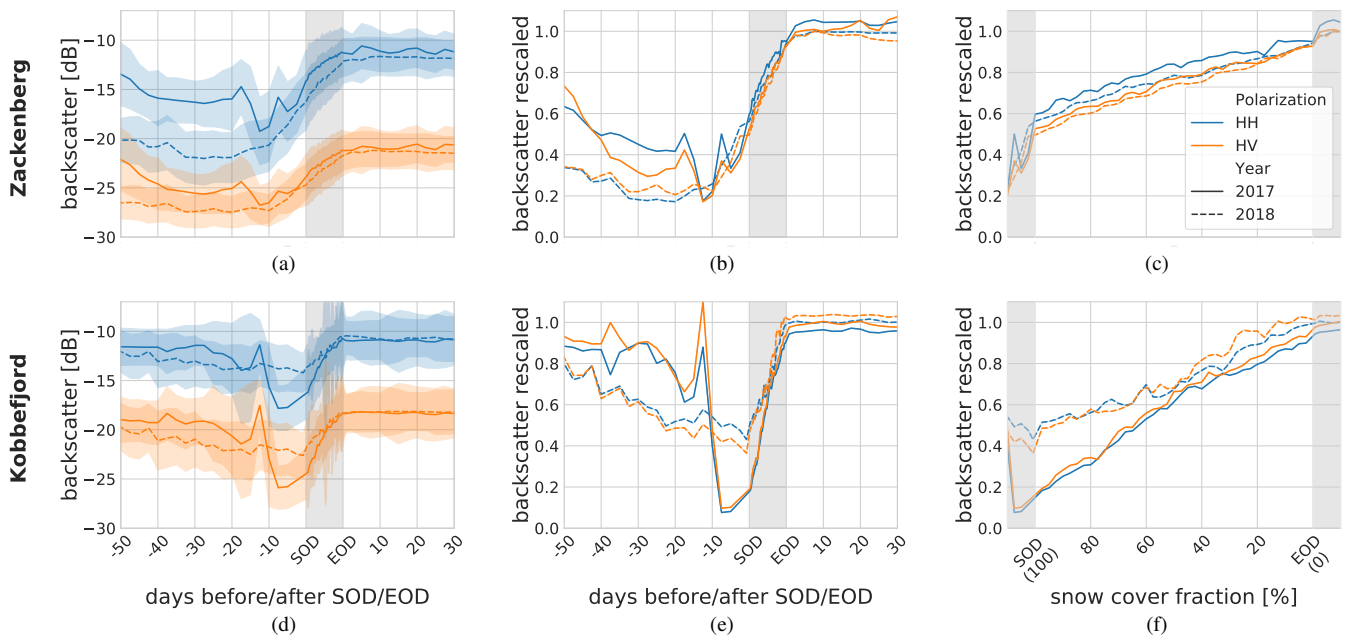 Zackenberg
backscatter [dB]
−10
−15
−20
−25
−30
(a)
backscatter rescaled
1.0
0.8
0.6
0.4
0.2
0.0
(b)
backscatter rescaled
1.0
0.8
0.6
0.4
0.2
0.0
Polarization
HH
HV
Year
2017
2018
(c)
Kobbefjord
backscatter [dB]
−10
−15
−20
−25
−30
-50 -40 -30 -20 -10 SOD EOD 10 20 30
days before/after SOD/EOD
(d)
backscatter rescaled
1.0
0.8
0.6
0.4
0.2
0.0
-50 -40 -30 -20 -10 SOD EOD 10 20 30
days before/after SOD/EOD
(e)
backscatter rescaled
1.0
0.8
0.6
0.4
0.2
0.0
SOD 80 60 40 20 EOD
(100) (0)
snow cover fraction [%]
(f)